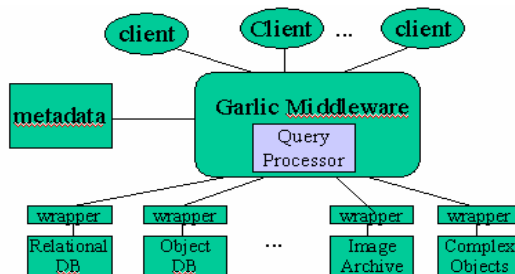 client Client ... client
Garlic Middleware
metadata
Query
Processor
wrapper wrapper wrapper wrapper
Relational DB
Object DB
...
Image Archive
Complex Objects